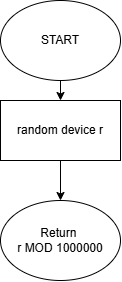 START
random device r
Return
r MOD 1000000